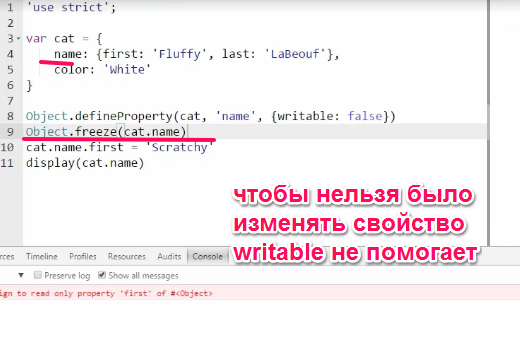 1 'use strict';
2
3 var cat = {
4 name: {first: 'Fluffy', last: 'LaBeouf'},
5 color: 'White'
6 }
7
8 Object.defineProperty(cat, 'name', {writable: false})
9 Object.freeze(cat.name)
10 cat.name.first = 'Scratchy'
11 display(cat.name)
чтобы нельзя было
изменять свойство
writable не помогает
Timeline Profiles Resources Audits Console
Preserve log Show all messages
to read only property 'first' of #<Object>